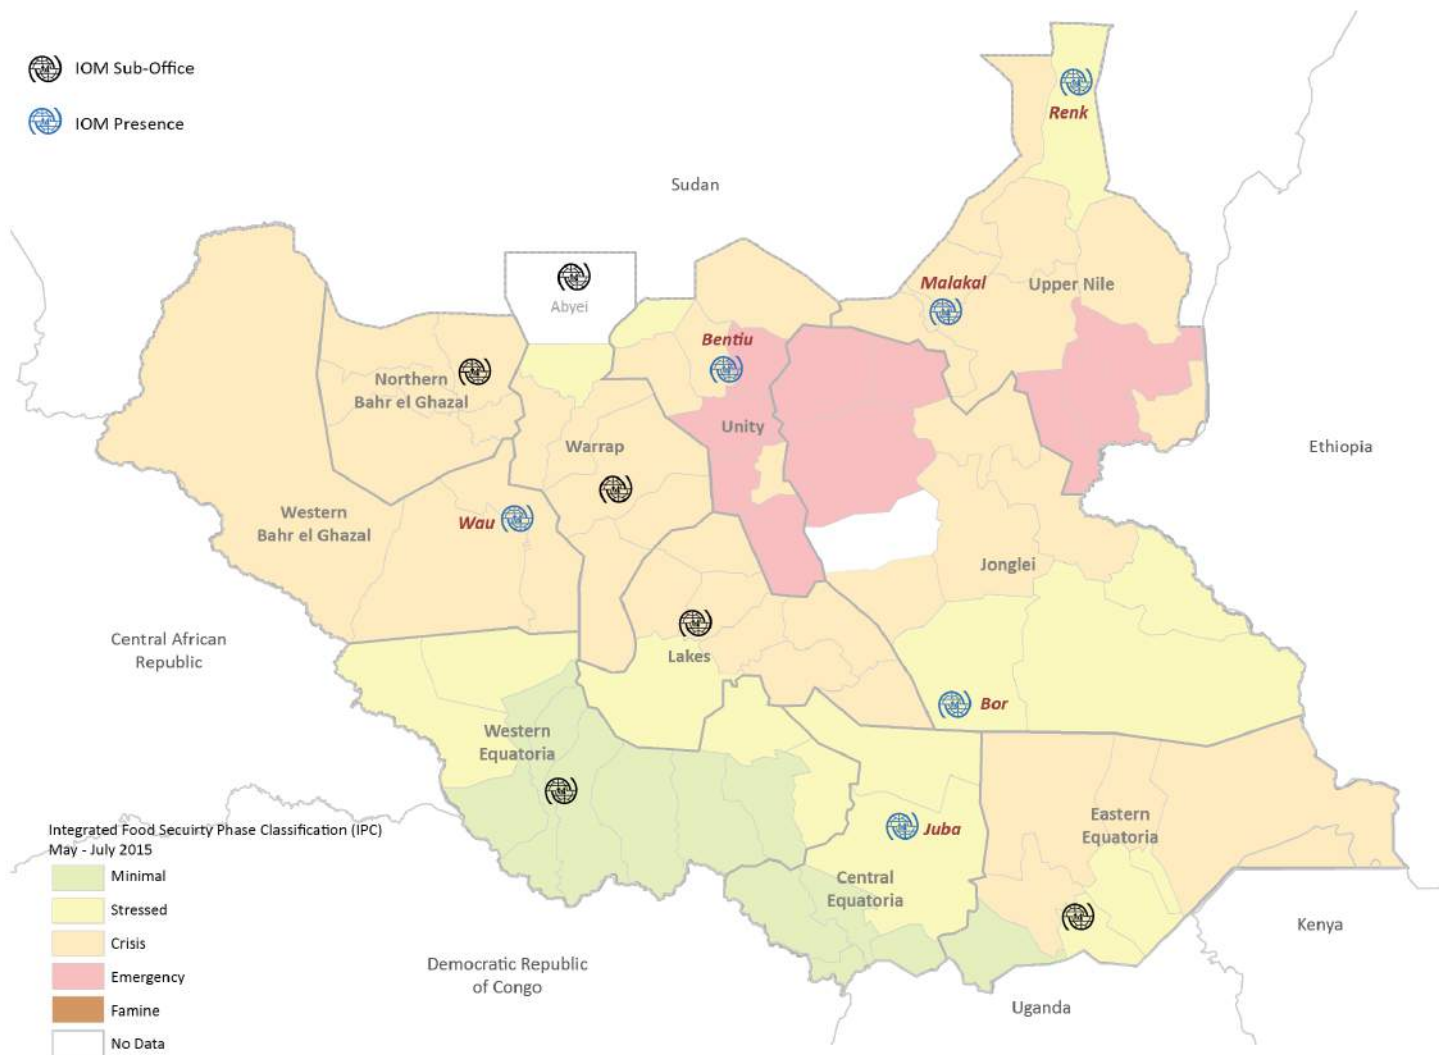 IOM Sub-Office
IOM Presence
Sudan
Renk
Abyei
Malakal
Upper Nile
Bentiu
Northern
Bahr el Ghazal
Unity
Warrap
Ethiopia
Western
Bahr el Ghazal
Wau
Jonglei
Central African
Republic
Lakes
Bor
Western
Equatoria
Eastern
Equatoria
Juba
Central
Equatoria
Kenya
Democratic Republic
of Congo
Uganda
Integrated Food Secuirty Phase Classification (IPC)
May - July 2015
Minimal
Stressed
Crisis
Emergency
Famine
No Data